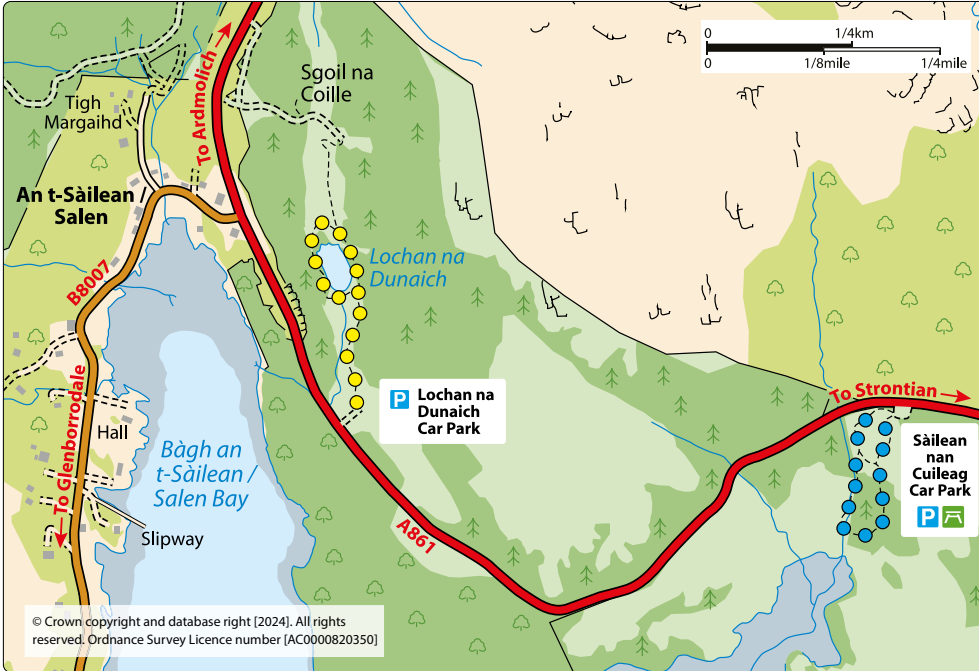 To Ardmolich
Sgoil na
Coille
0
1/4km
0
1/8mile
1/4mile
Tigh
Margaihd
An t-Sàilean /
Salen
B8007
Lochan na
Dunaich
To Glenborrodale
Hall
Bàgh an
t-Sàilean /
Salen Bay
Slipway
P
Lochan na
Dunaich
Car Park
A861
To Strontian
Sàilean
nan
Cuileag
Car Park
P
© Crown copyright and database right [2024]. All rights
reserved. Ordnance Survey Licence number [AC0000820350]